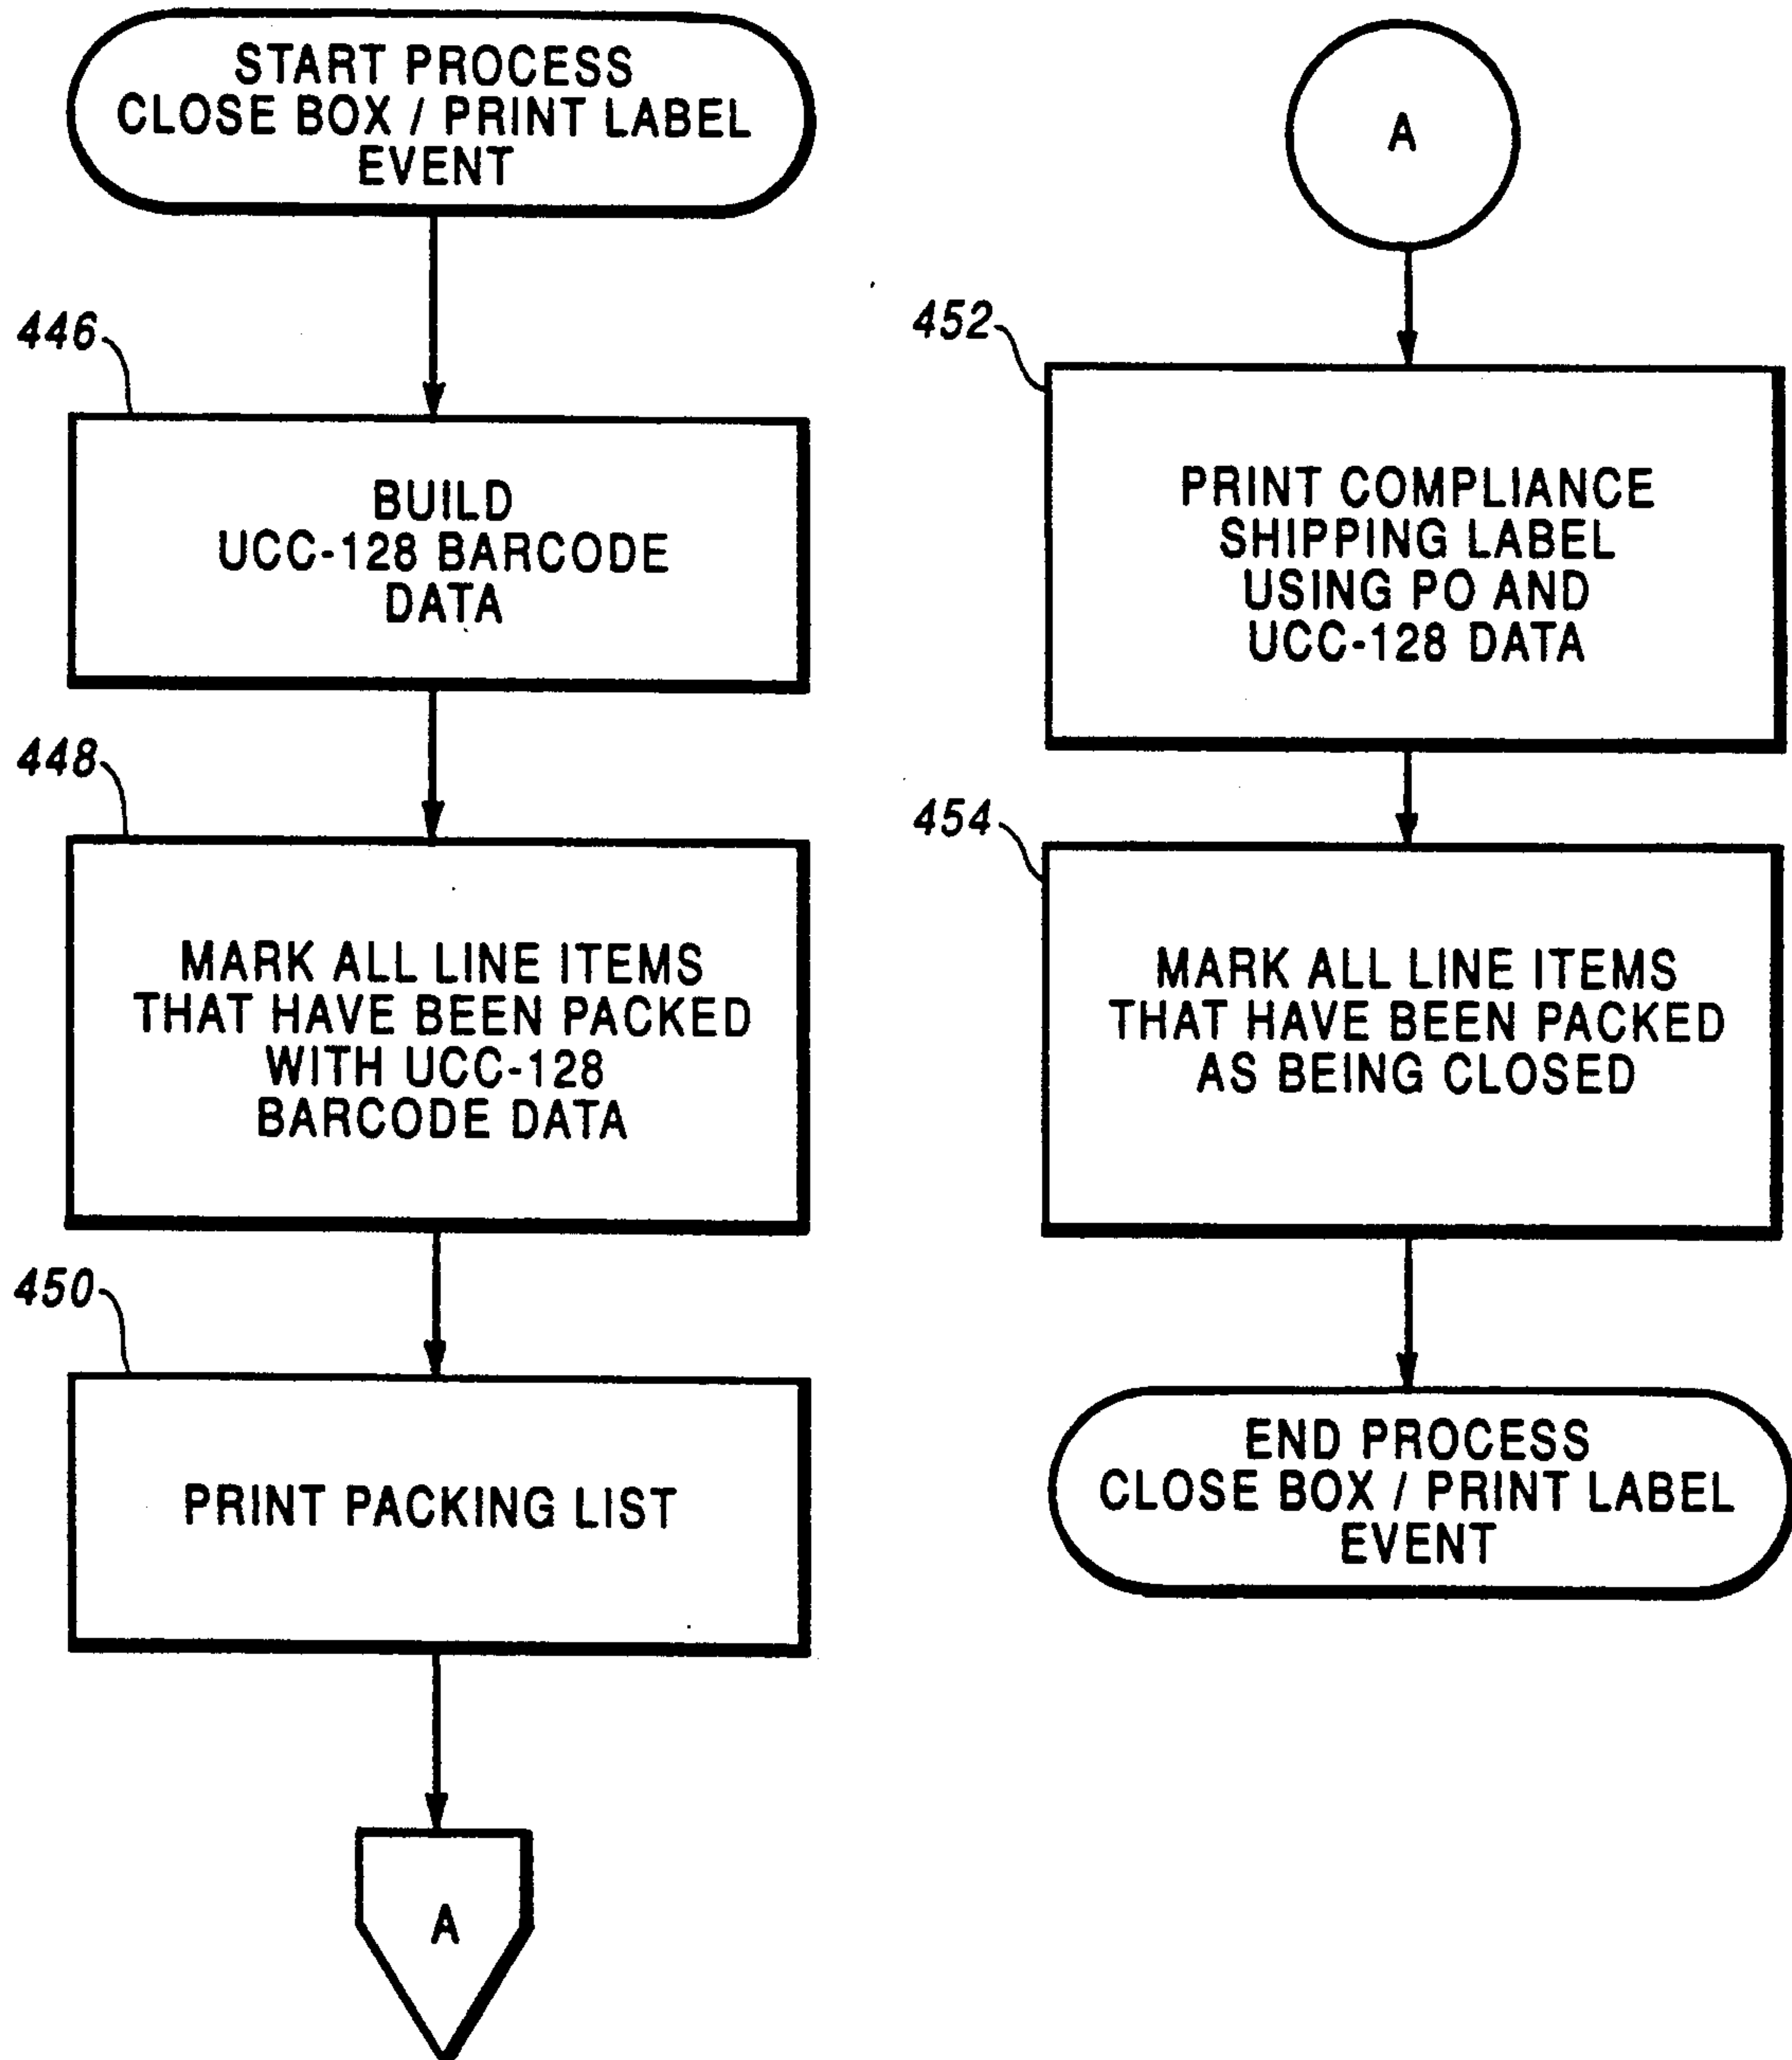 START PROCESS
CLOSE BOX / PRINT LABEL
EVENT
446
BUILD
UCC-128 BARCODE
DATA
448
MARK ALL LINE ITEMS
THAT HAVE BEEN PACKED
WITH UCC-128
BARCODE DATA
450
PRINT PACKING LIST
A
A
452
PRINT COMPLIANCE
SHIPPING LABEL
USING PO AND
UCC-128 DATA
454
MARK ALL LINE ITEMS
THAT HAVE BEEN PACKED
AS BEING CLOSED
END PROCESS
CLOSE BOX / PRINT LABEL
EVENT